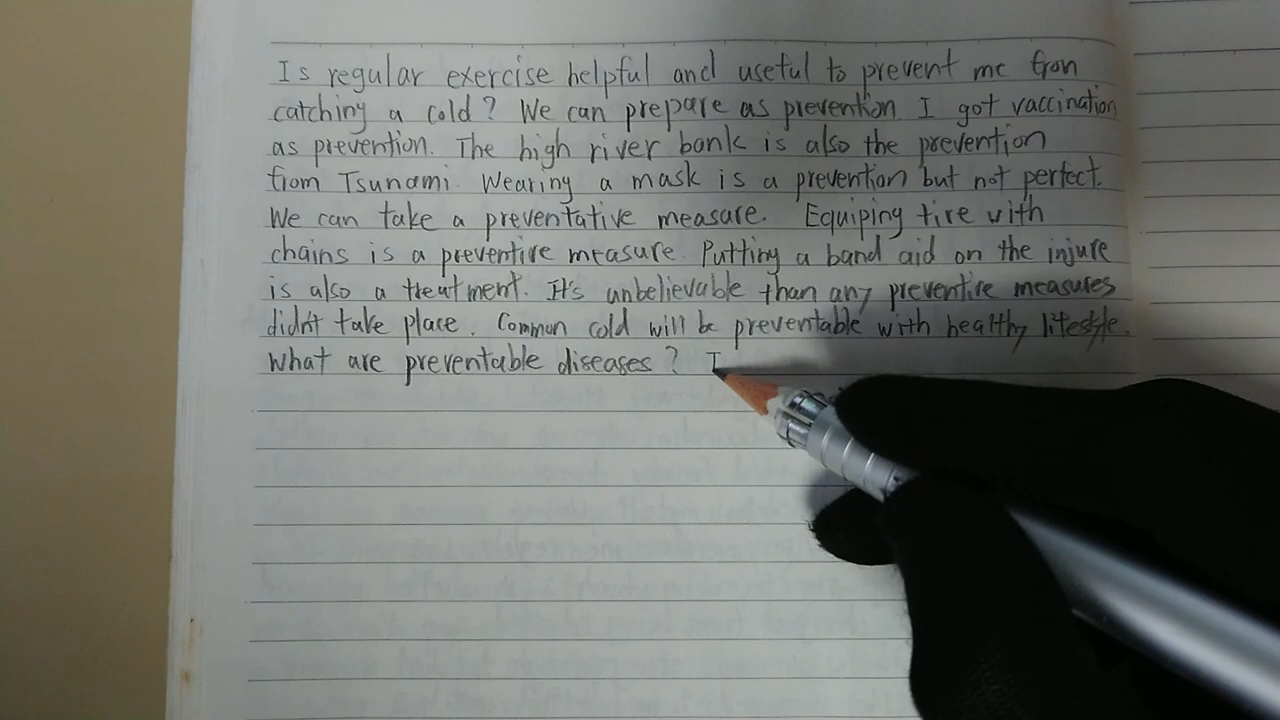 Is regular exercise helpful and useful to prevent me from
catching a cold? We can prepare as prevention I got vaccination
as prevention. The high river bank is also the prevention
from Tsunami. Wearing a mask is a prevention but not perfect.
We can take a preventative measure. Equiping tire with
chains is a preventive measure. Putting a band aid on the injure
is also a treatment. It's unbelievable than any preventive measures
didn't take place. Common cold will be preventable with healthy lifestyle.
What are preventable diseases? I